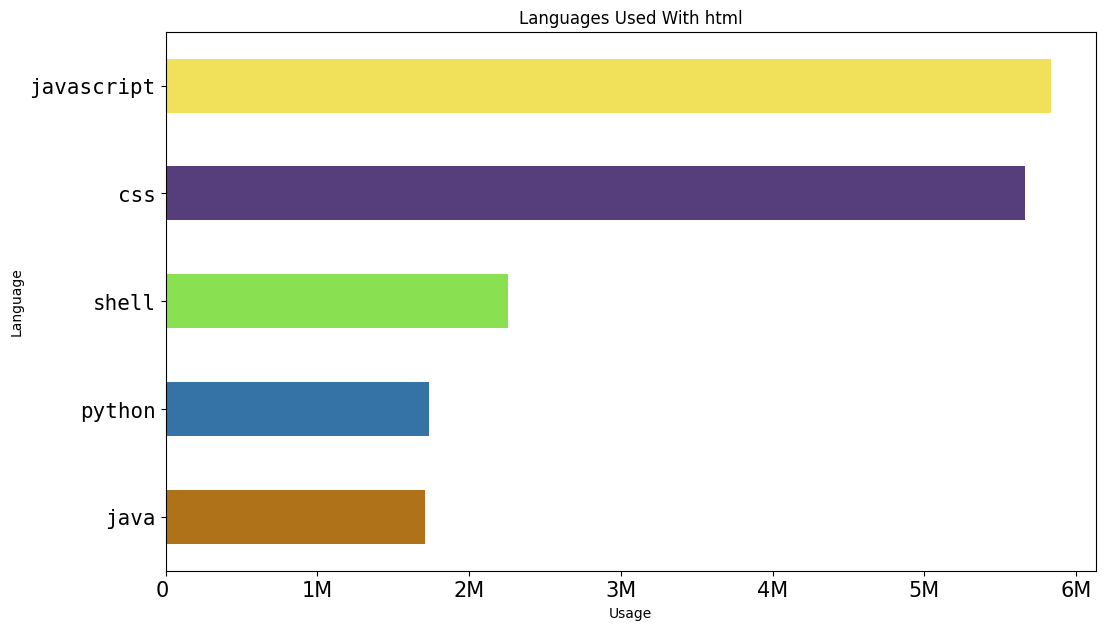 Languages Used With html
javascript
css
shell
python
java
Language
0 1M 2M 3M 4M 5M 6M
Usage